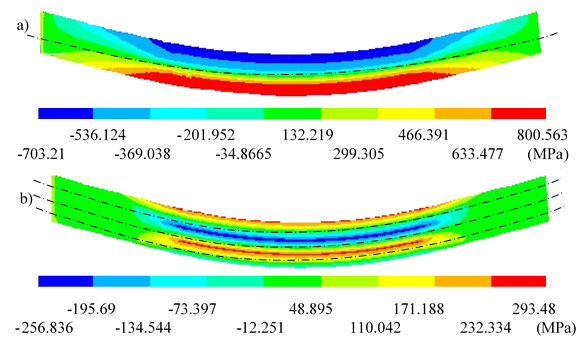 a)
-536.124 -201.952 132.219 466.391 800.563
-703.21 -369.038 -34.8665 299.305 633.477 (MPa)
b)
-195.69 -73.397 48.895 171.188 293.48
-256.836 -134.544 -12.251 110.042 232.334 (MPa)